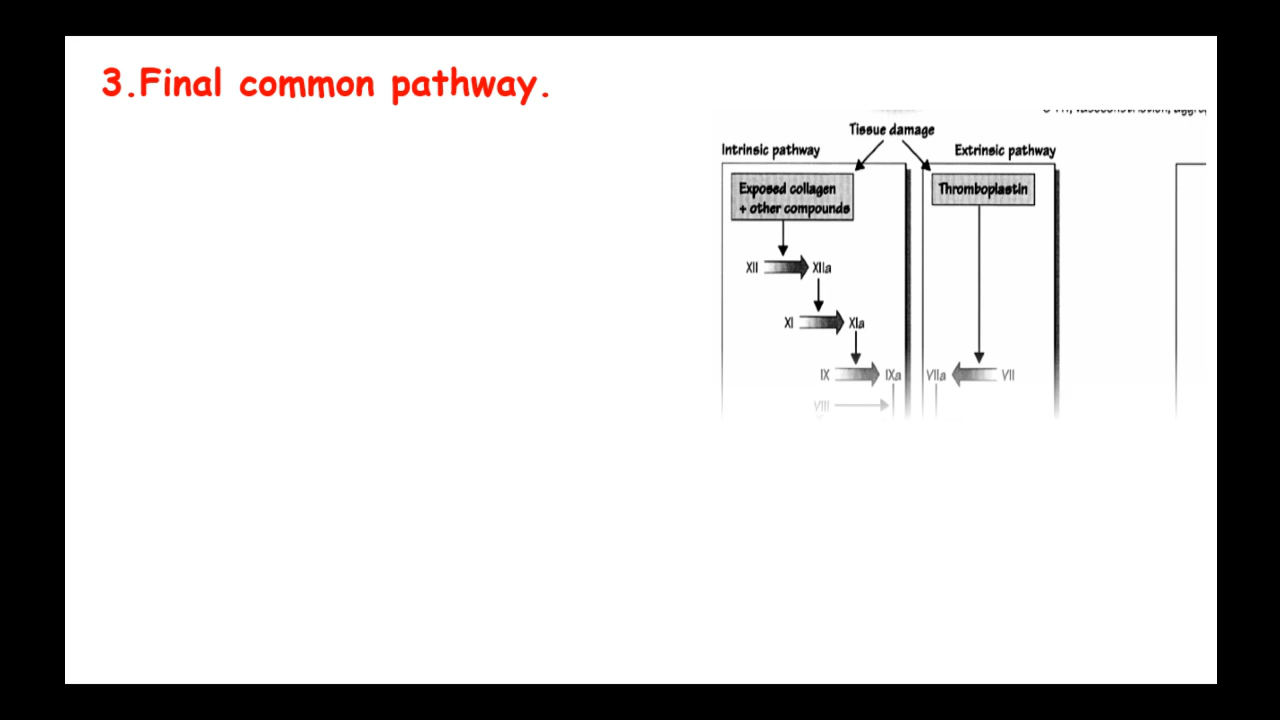 3.Final common pathway.
Tissue damage
Intrinsic pathway
Extrinsic pathway
Exposed collagen
+ other compounds
Thromboplastin
XII
XIIa
XI
XIa
IX
IXa
VIIa
VII
VIII